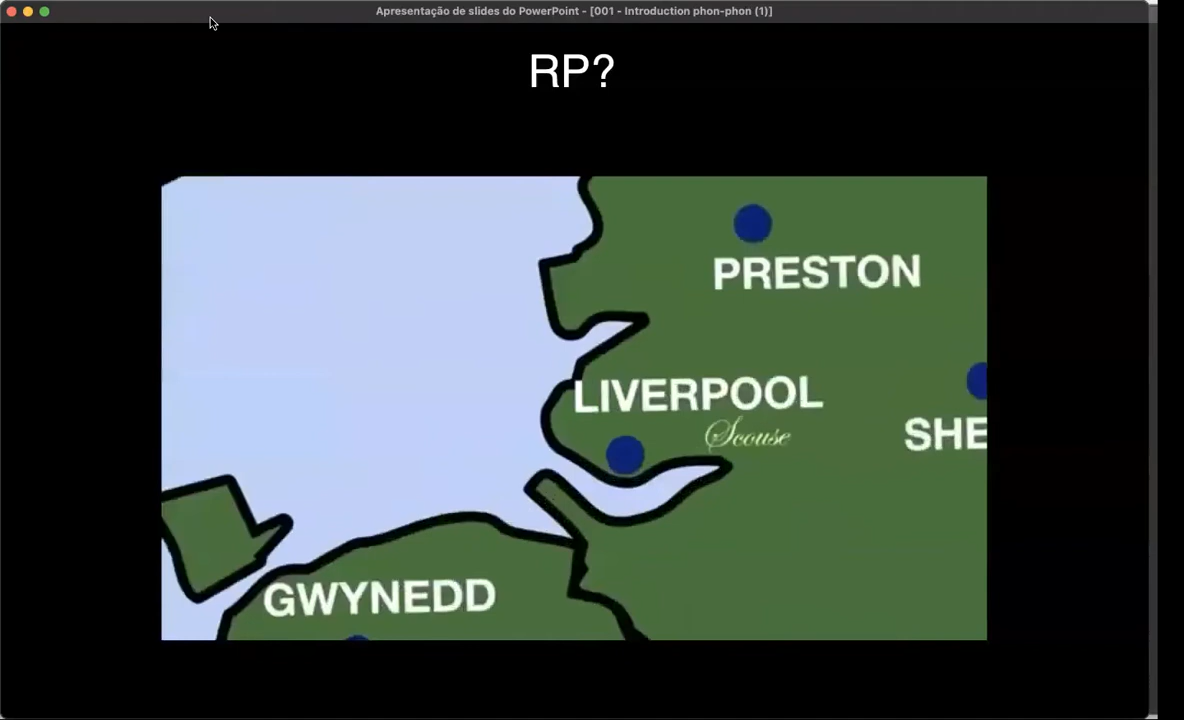 Apresentação de slides do PowerPoint - [001 - Introduction phon-phon (1)]
RP?
PRESTON
LIVERPOOL
Scouse
SHE
GWYNEDD